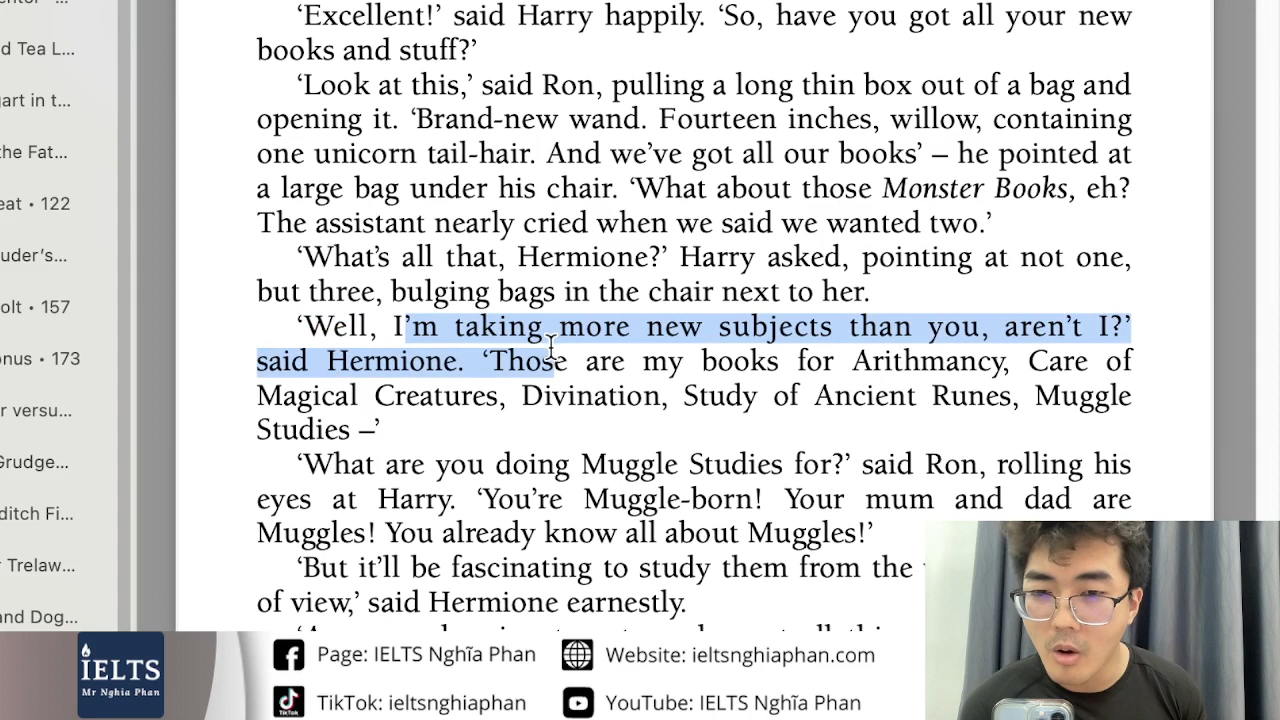 d Tea L...
art in t...
the Fat...
eat • 122
uder’s...
olt • 157
onus • 173
r versu...
Grudge...
ditch Fi...
r Trelaw...
and Dog...
‘Excellent!’ said Harry happily. ‘So, have you got all your new
books and stuff?’
‘Look at this,’ said Ron, pulling a long thin box out of a bag and
opening it. ‘Brand-new wand. Fourteen inches, willow, containing
one unicorn tail-hair. And we’ve got all our books’ – he pointed at
a large bag under his chair. ‘What about those Monster Books, eh?
The assistant nearly cried when we said we wanted two.’
‘What’s all that, Hermione?’ Harry asked, pointing at not one,
but three, bulging bags in the chair next to her.
‘Well, I’m taking more new subjects than you, aren’t I?’
said Hermione. ‘Those are my books for Arithmancy, Care of
Magical Creatures, Divination, Study of Ancient Runes, Muggle
Studies –’
‘What are you doing Muggle Studies for?’ said Ron, rolling his
eyes at Harry. ‘You’re Muggle-born! Your mum and dad are
Muggles! You already know all about Muggles!’
‘But it’ll be fascinating to study them from the
of view,’ said Hermione earnestly.
IELTS
Mr Nghia Phan
Page: IELTS Nghĩa Phan
Website: ieltsnghiaphan.com
TikTok
TikTok: ieltsnghiaphan
YouTube: IELTS Nghĩa Phan